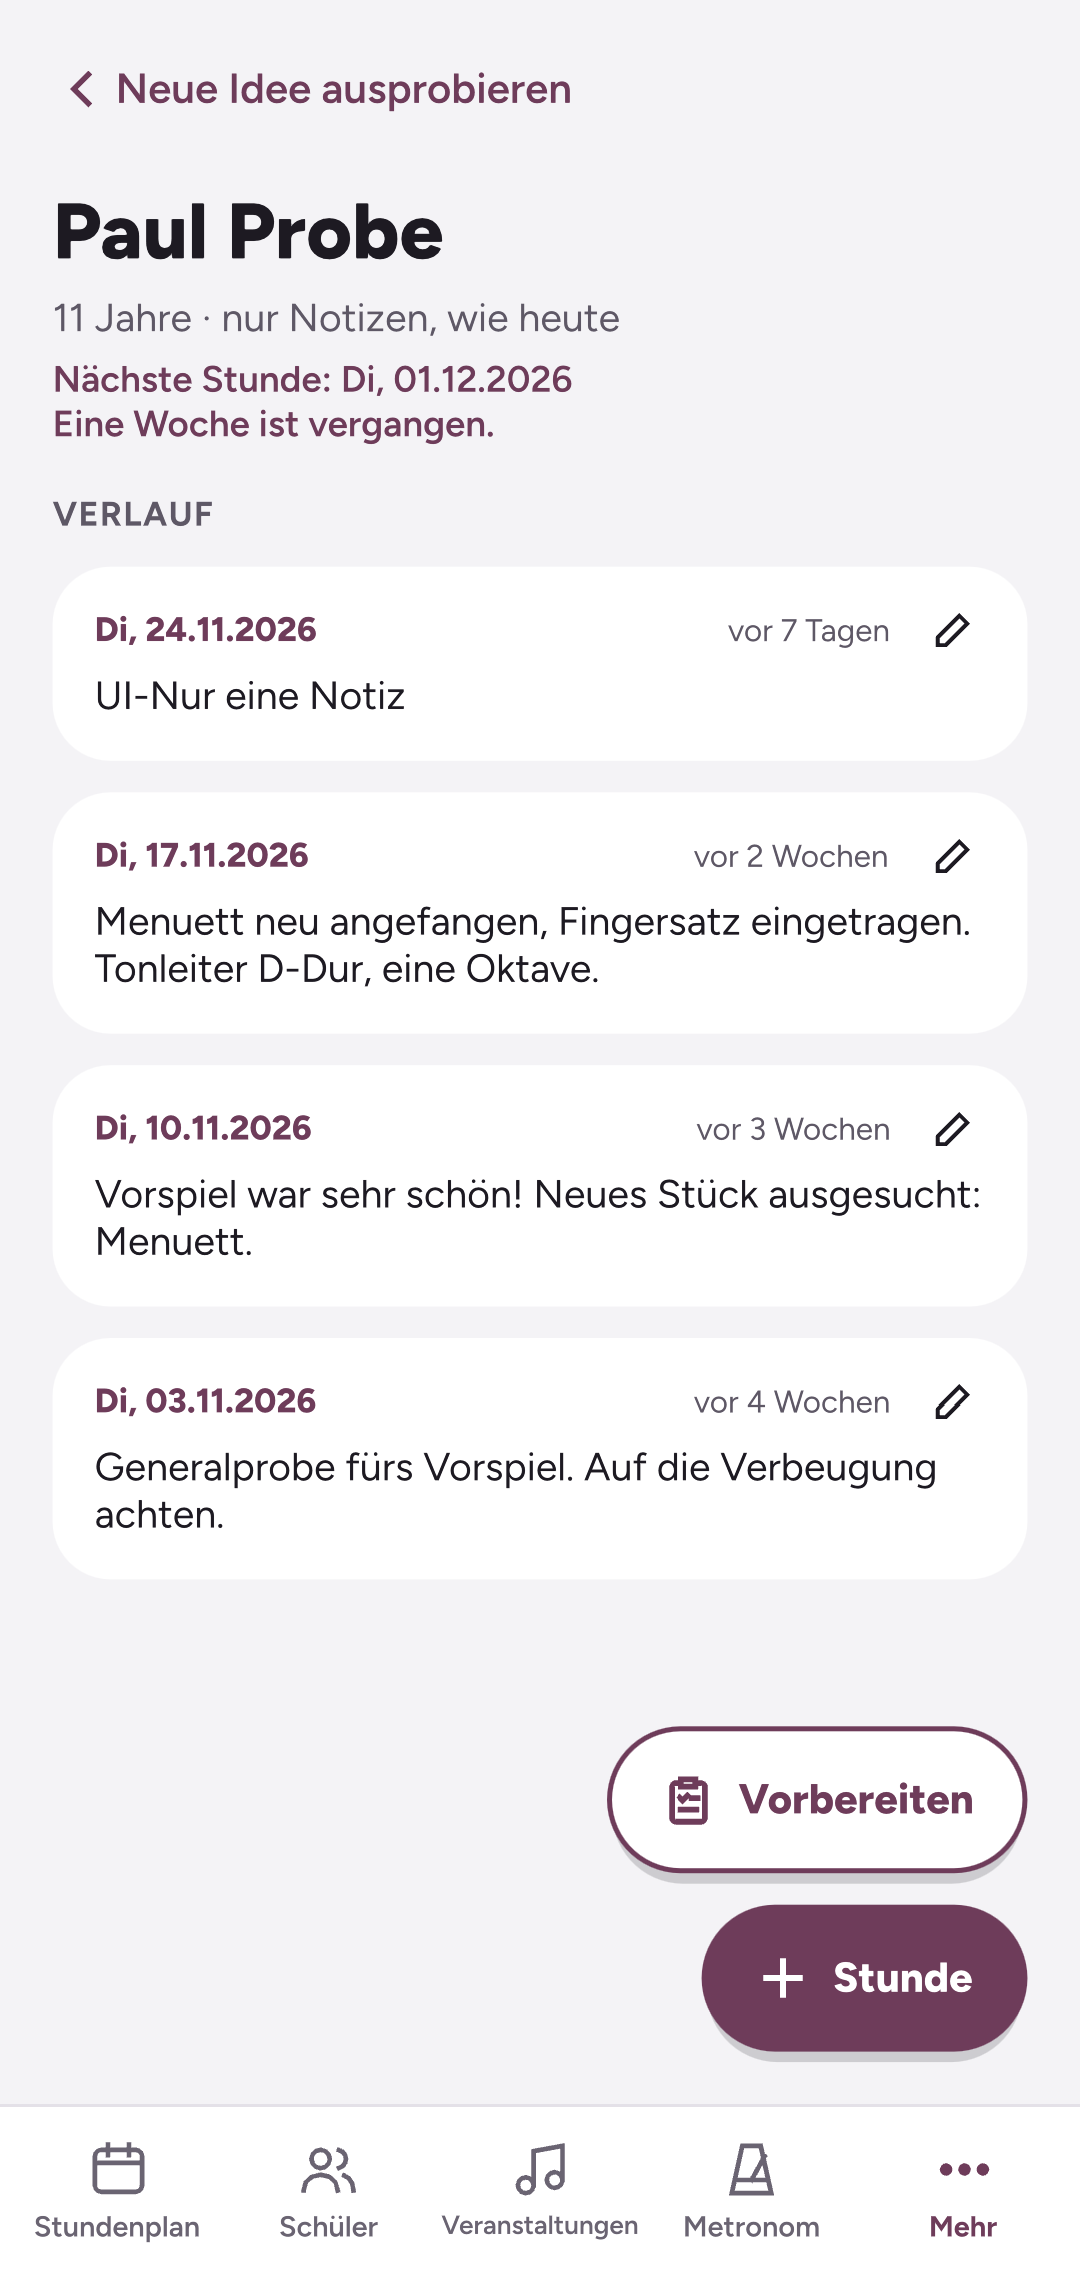 Neue Idee ausprobieren
Paul Probe
11 Jahre · nur Notizen, wie heute
Nächste Stunde: Di, 01.12.2026
Eine Woche ist vergangen.
VERLAUF
Di, 24.11.2026 vor 7 Tagen
UI-Nur eine Notiz
Di, 17.11.2026 vor 2 Wochen
Menuett neu angefangen, Fingersatz eingetragen.
Tonleiter D-Dur, eine Oktave.
Di, 10.11.2026 vor 3 Wochen
Vorspiel war sehr schön! Neues Stück ausgesucht:
Menuett.
Di, 03.11.2026 vor 4 Wochen
Generalprobe fürs Vorspiel. Auf die Verbeugung
achten.
Vorbereiten
Stunde
Stundenplan Schüler Veranstaltungen Metronom Mehr